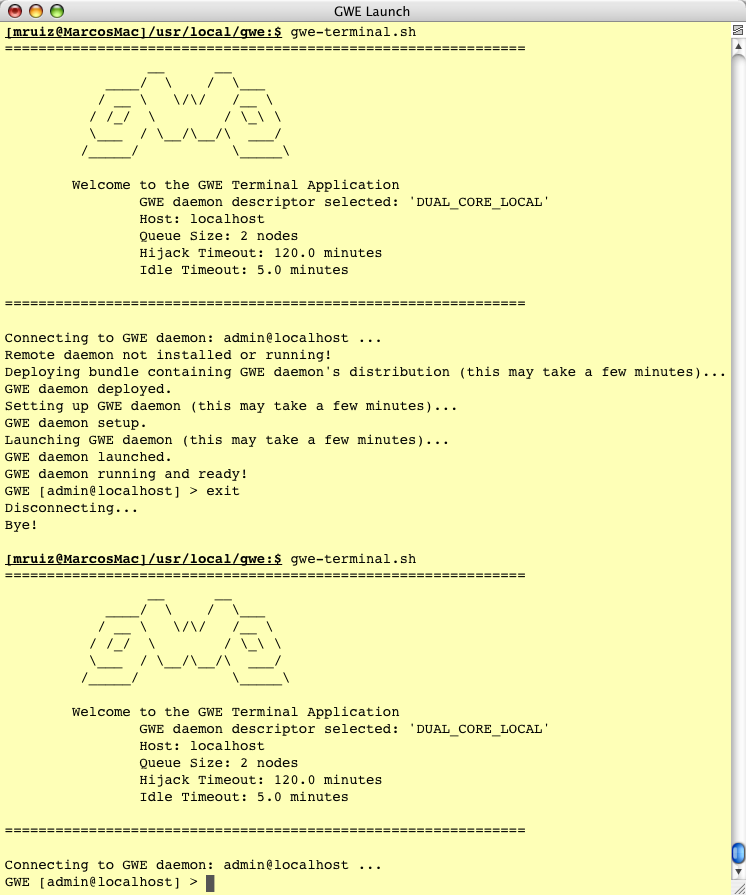 GWE Launch
[mruiz@MarcosMac]/usr/local/gwe:$ gwe-terminal.sh
==============================================================
Welcome to the GWE Terminal Application
GWE daemon descriptor selected: 'DUAL_CORE_LOCAL'
Host: localhost
Queue Size: 2 nodes
Hijack Timeout: 120.0 minutes
Idle Timeout: 5.0 minutes
==============================================================
Connecting to GWE daemon: admin@localhost ...
Remote daemon not installed or running!
Deploying bundle containing GWE daemon's distribution (this may take a few minutes)...
GWE daemon deployed.
Setting up GWE daemon (this may take a few minutes)...
GWE daemon setup.
Launching GWE daemon (this may take a few minutes)...
GWE daemon launched.
GWE daemon running and ready!
GWE [admin@localhost] > exit
Disconnecting...
Bye!
[mruiz@MarcosMac]/usr/local/gwe:$ gwe-terminal.sh
==============================================================
Welcome to the GWE Terminal Application
GWE daemon descriptor selected: 'DUAL_CORE_LOCAL'
Host: localhost
Queue Size: 2 nodes
Hijack Timeout: 120.0 minutes
Idle Timeout: 5.0 minutes
==============================================================
Connecting to GWE daemon: admin@localhost ...
GWE [admin@localhost] >